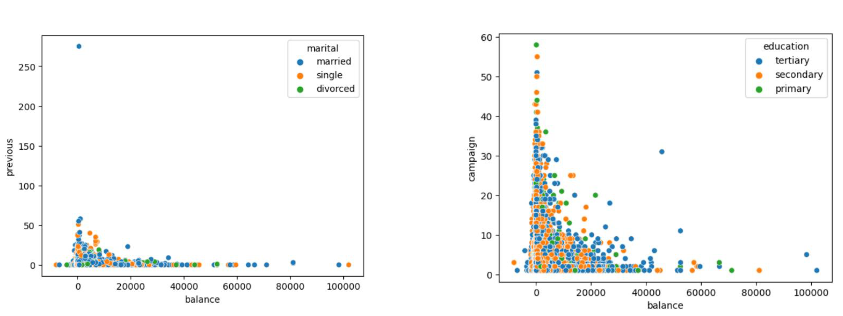 marital
married
single
divorced
250
200
150
100
50
0
previous
0 20000 40000 60000 80000 100000
balance
education
tertiary
secondary
primary
60
50
40
30
20
10
0
campaign
0 20000 40000 60000 80000 100000
balance